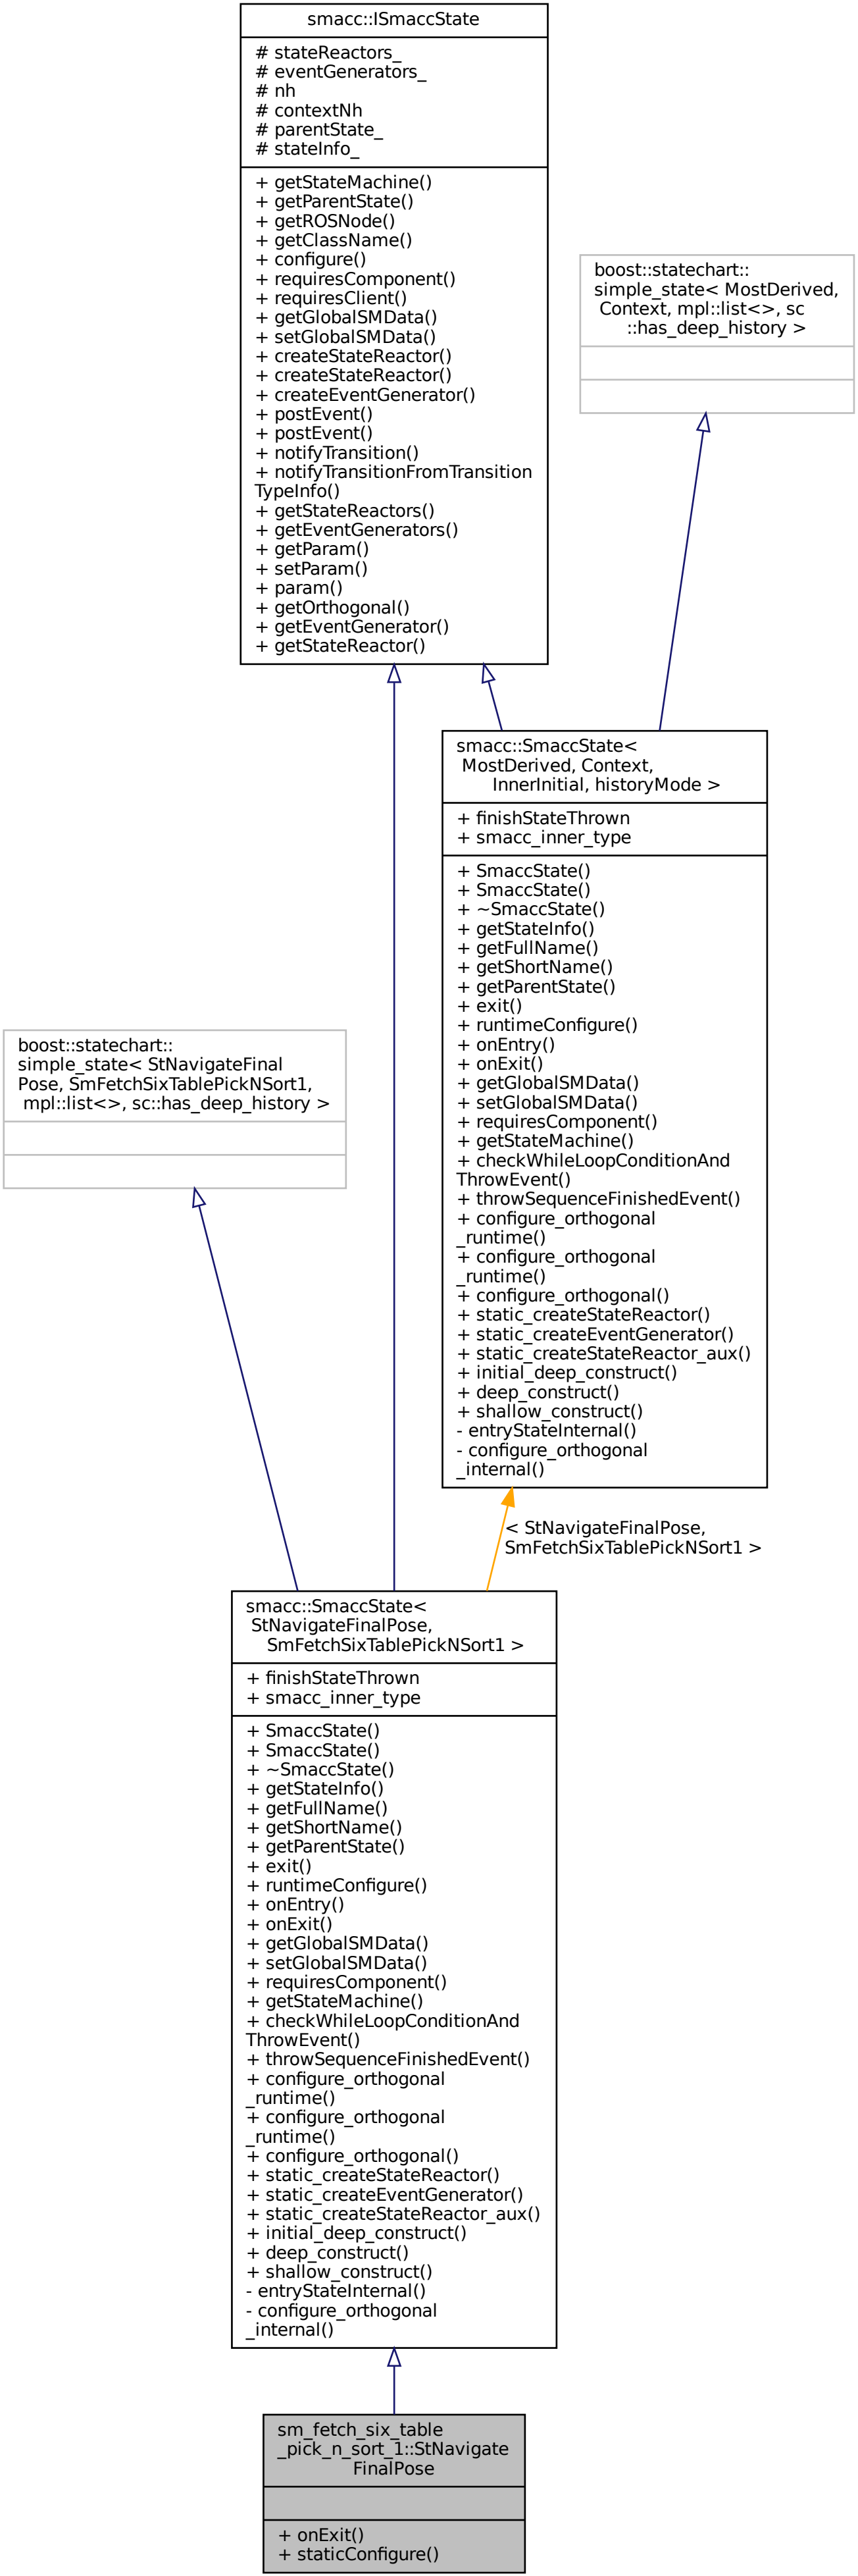 smacc::ISmaccState
# stateReactors_
# eventGenerators_
# nh
# contextNh
# parentState_
# stateInfo_
+ getStateMachine()
+ getParentState()
+ getROSNode()
+ getClassName()
+ configure()
+ requiresComponent()
+ requiresClient()
+ getGlobalSMData()
+ setGlobalSMData()
+ createStateReactor()
+ createStateReactor()
+ createEventGenerator()
+ postEvent()
+ postEvent()
+ notifyTransition()
+ notifyTransitionFromTransition
TypeInfo()
+ getStateReactors()
+ getEventGenerators()
+ getParam()
+ setParam()
+ param()
+ getOrthogonal()
+ getEventGenerator()
+ getStateReactor()
boost::statechart::
simple_state< MostDerived,
Context, mpl::list<>, sc
::has_deep_history >
smacc::SmaccState<
MostDerived, Context,
InnerInitial, historyMode >
+ finishStateThrown
+ smacc_inner_type
+ SmaccState()
+ SmaccState()
+ ~SmaccState()
+ getStateInfo()
+ getFullName()
+ getShortName()
+ getParentState()
+ exit()
+ runtimeConfigure()
+ onEntry()
+ onExit()
+ getGlobalSMData()
+ setGlobalSMData()
+ requiresComponent()
+ getStateMachine()
+ checkWhileLoopConditionAnd
ThrowEvent()
+ throwSequenceFinishedEvent()
+ configure_orthogonal
_runtime()
+ configure_orthogonal
_runtime()
+ configure_orthogonal()
+ static_createStateReactor()
+ static_createEventGenerator()
+ static_createStateReactor_aux()
+ initial_deep_construct()
+ deep_construct()
+ shallow_construct()
- entryStateInternal()
- configure_orthogonal
_internal()
boost::statechart::
simple_state< StNavigateFinal
Pose, SmFetchSixTablePickNSort1,
mpl::list<>, sc::has_deep_history >
< StNavigateFinalPose,
SmFetchSixTablePickNSort1 >
smacc::SmaccState<
StNavigateFinalPose,
SmFetchSixTablePickNSort1 >
+ finishStateThrown
+ smacc_inner_type
+ SmaccState()
+ SmaccState()
+ ~SmaccState()
+ getStateInfo()
+ getFullName()
+ getShortName()
+ getParentState()
+ exit()
+ runtimeConfigure()
+ onEntry()
+ onExit()
+ getGlobalSMData()
+ setGlobalSMData()
+ requiresComponent()
+ getStateMachine()
+ checkWhileLoopConditionAnd
ThrowEvent()
+ throwSequenceFinishedEvent()
+ configure_orthogonal
_runtime()
+ configure_orthogonal
_runtime()
+ configure_orthogonal()
+ static_createStateReactor()
+ static_createEventGenerator()
+ static_createStateReactor_aux()
+ initial_deep_construct()
+ deep_construct()
+ shallow_construct()
- entryStateInternal()
- configure_orthogonal
_internal()
sm_fetch_six_table
_pick_n_sort_1::StNavigate
FinalPose
+ onExit()
+ staticConfigure()